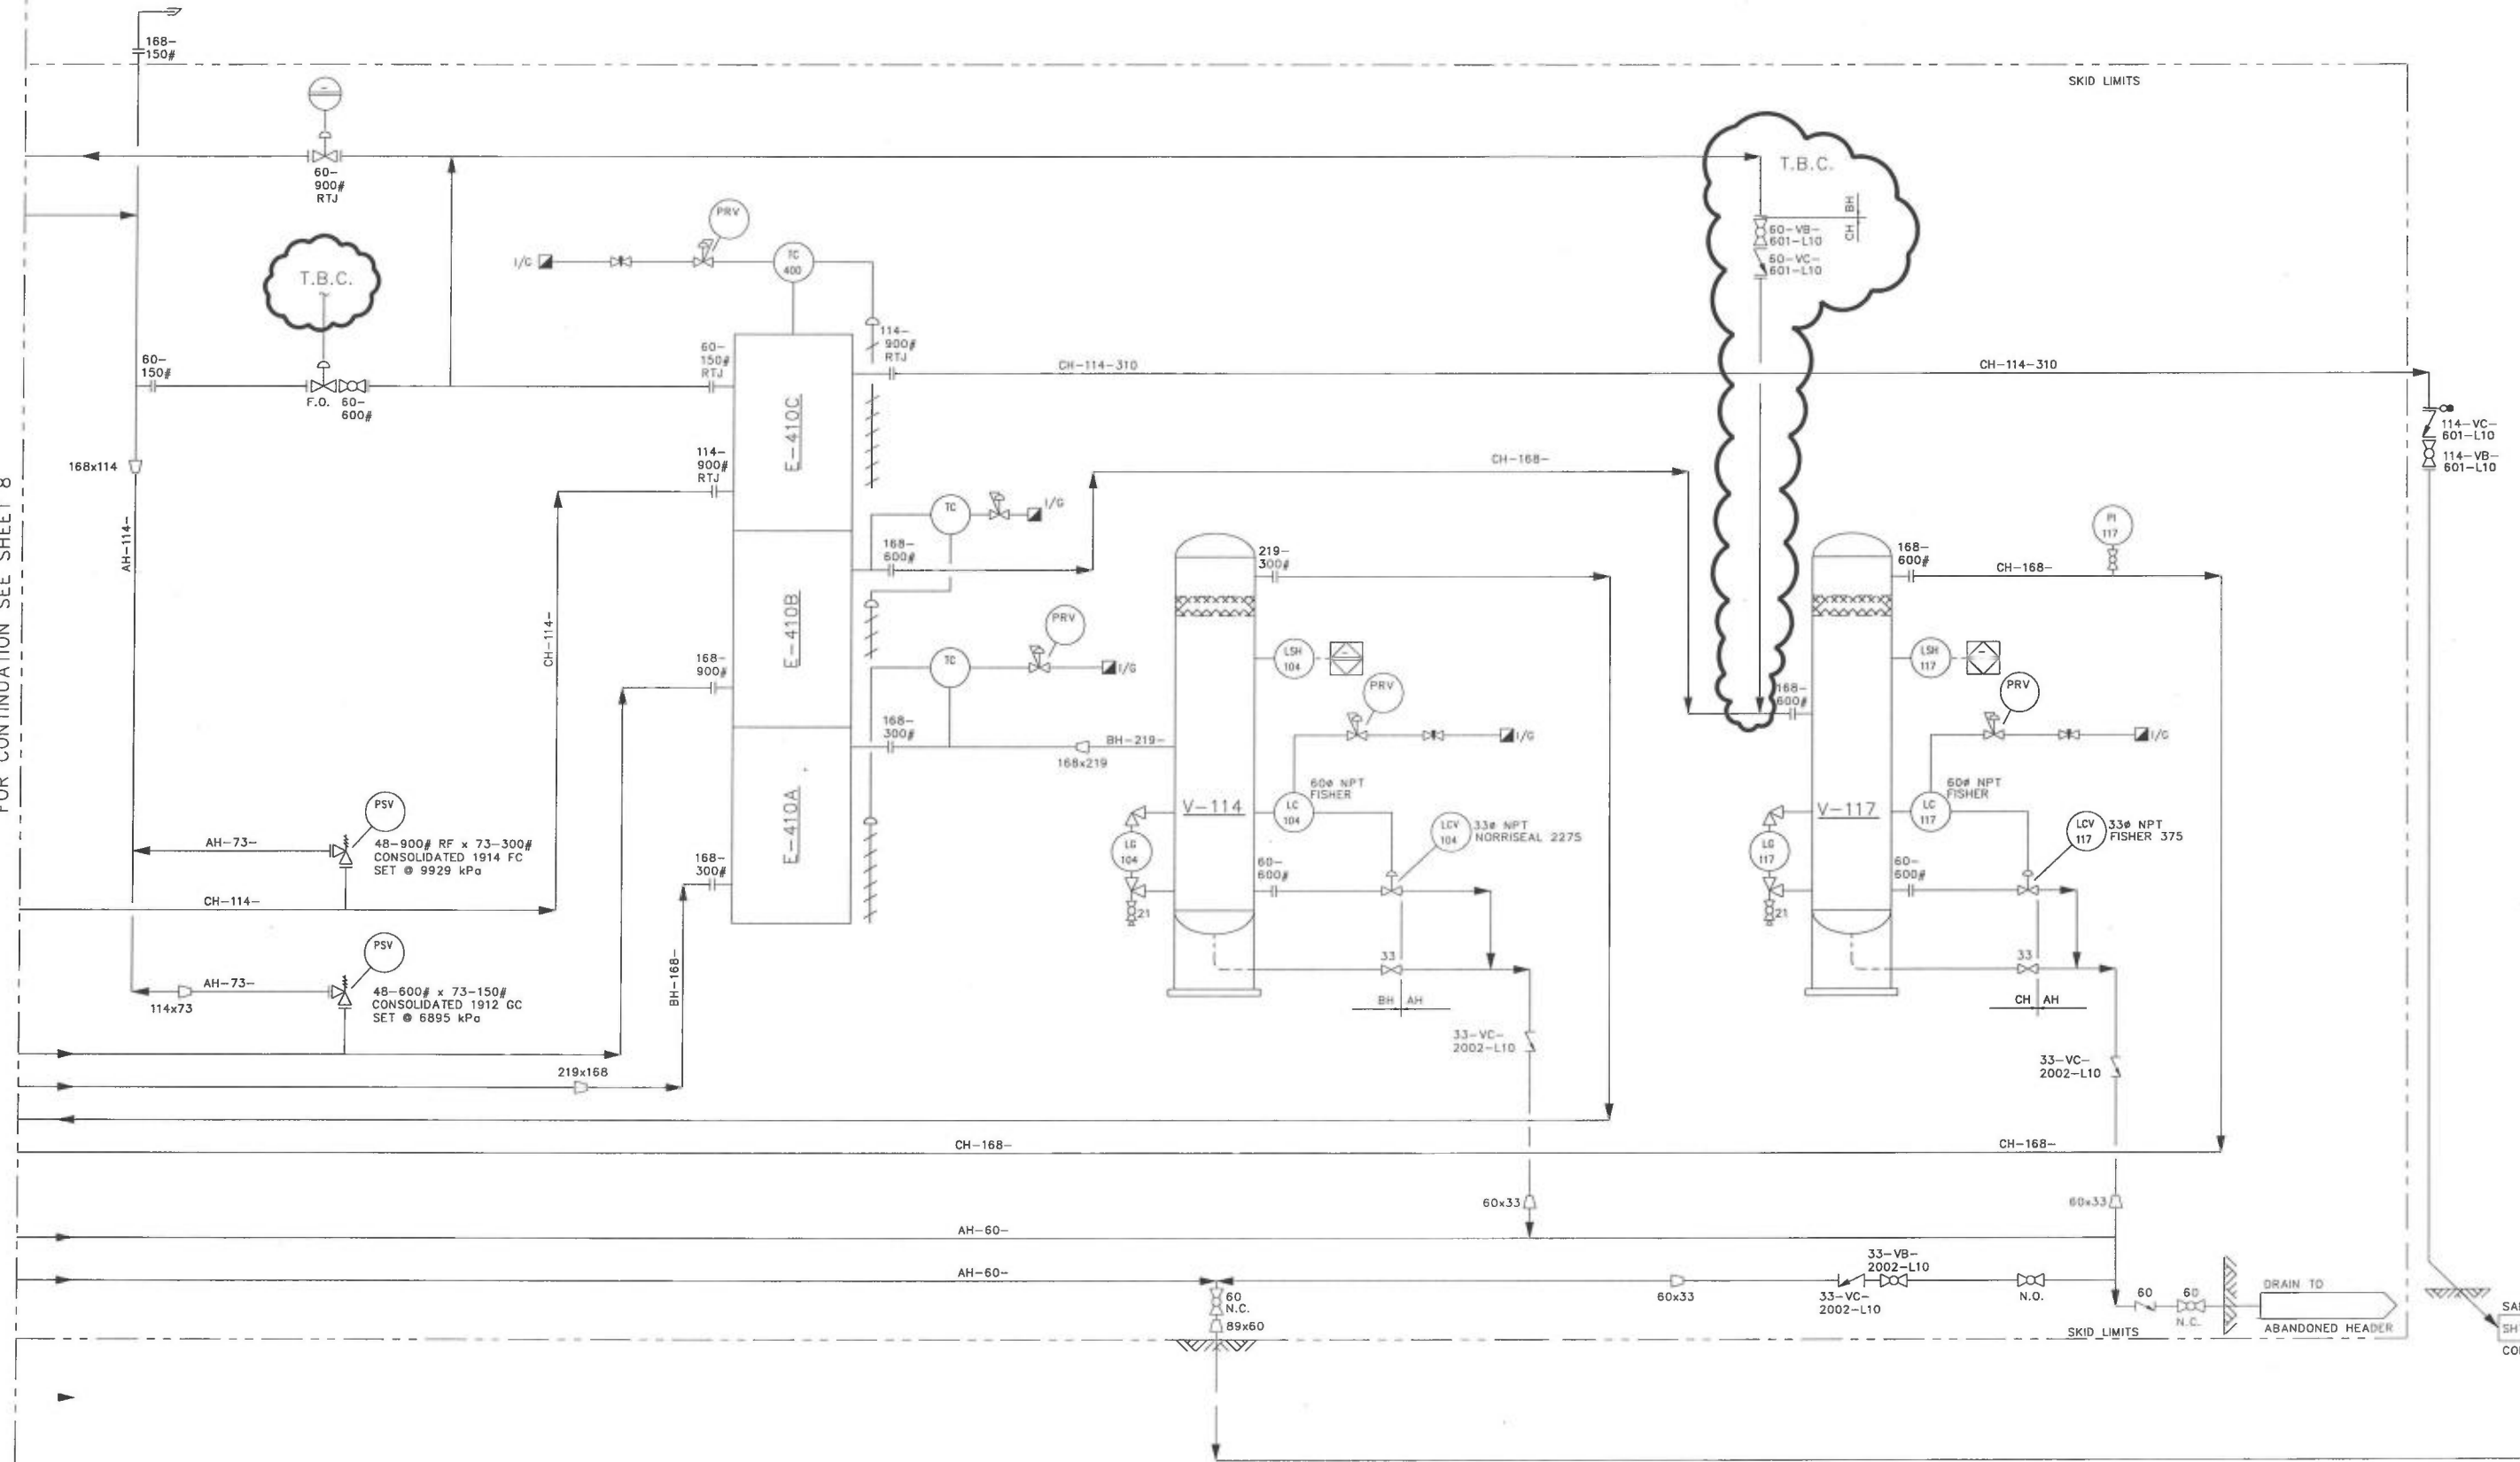 168-
150#
SKID LIMITS
-
60-
900#
RTJ
T.B.C.
T.B.C.
BH
CH
60-VB-
601-L10
60-VC-
601-L10
PRV
I/G
TC
400
60-
150#
F.O.
60-
600#
60-
150#
RTJ
114-
900#
RTJ
CH-114-310
CH-114-310
114-VC-
601-L10
114-VB-
601-L10
168x114
AH-114-
FOR CONTINUATION SEE SHEET 8
E-410C
114-
900#
RTJ
CH-114-
TC
I/G
168-
600#
CH-168-
E-410B
168-
900#
PRV
TC
I/G
168-
300#
BH-219-
168x219
E-410A
168-
300#
BH-168-
219-
300#
LSH
104
-
PRV
I/G
60ø NPT
FISHER
V-114
LC
104
LG
104
21
LCV
104
33ø NPT
NORRISEAL 2275
60-
600#
33
BH
AH
33-VC-
2002-L10
60x33
168-
600#
CH-168-
PI
117
LSH
117
-
168-
600#
PRV
I/G
60ø NPT
FISHER
V-117
LC
117
LG
117
21
LCV
117
33ø NPT
FISHER 375
60-
600#
33
CH
AH
33-VC-
2002-L10
60x33
PSV
AH-73-
48-900# RF x 73-300#
CONSOLIDATED 1914 FC
SET @ 9929 kPa
CH-114-
PSV
AH-73-
114x73
48-600# x 73-150#
CONSOLIDATED 1912 GC
SET @ 6895 kPa
219x168
CH-168-
CH-168-
AH-60-
AH-60-
60
N.C.
89x60
60x33
33-VC-
2002-L10
33-VB-
2002-L10
N.O.
60
60
N.C.
DRAIN TO
ABANDONED HEADER
SKID LIMITS